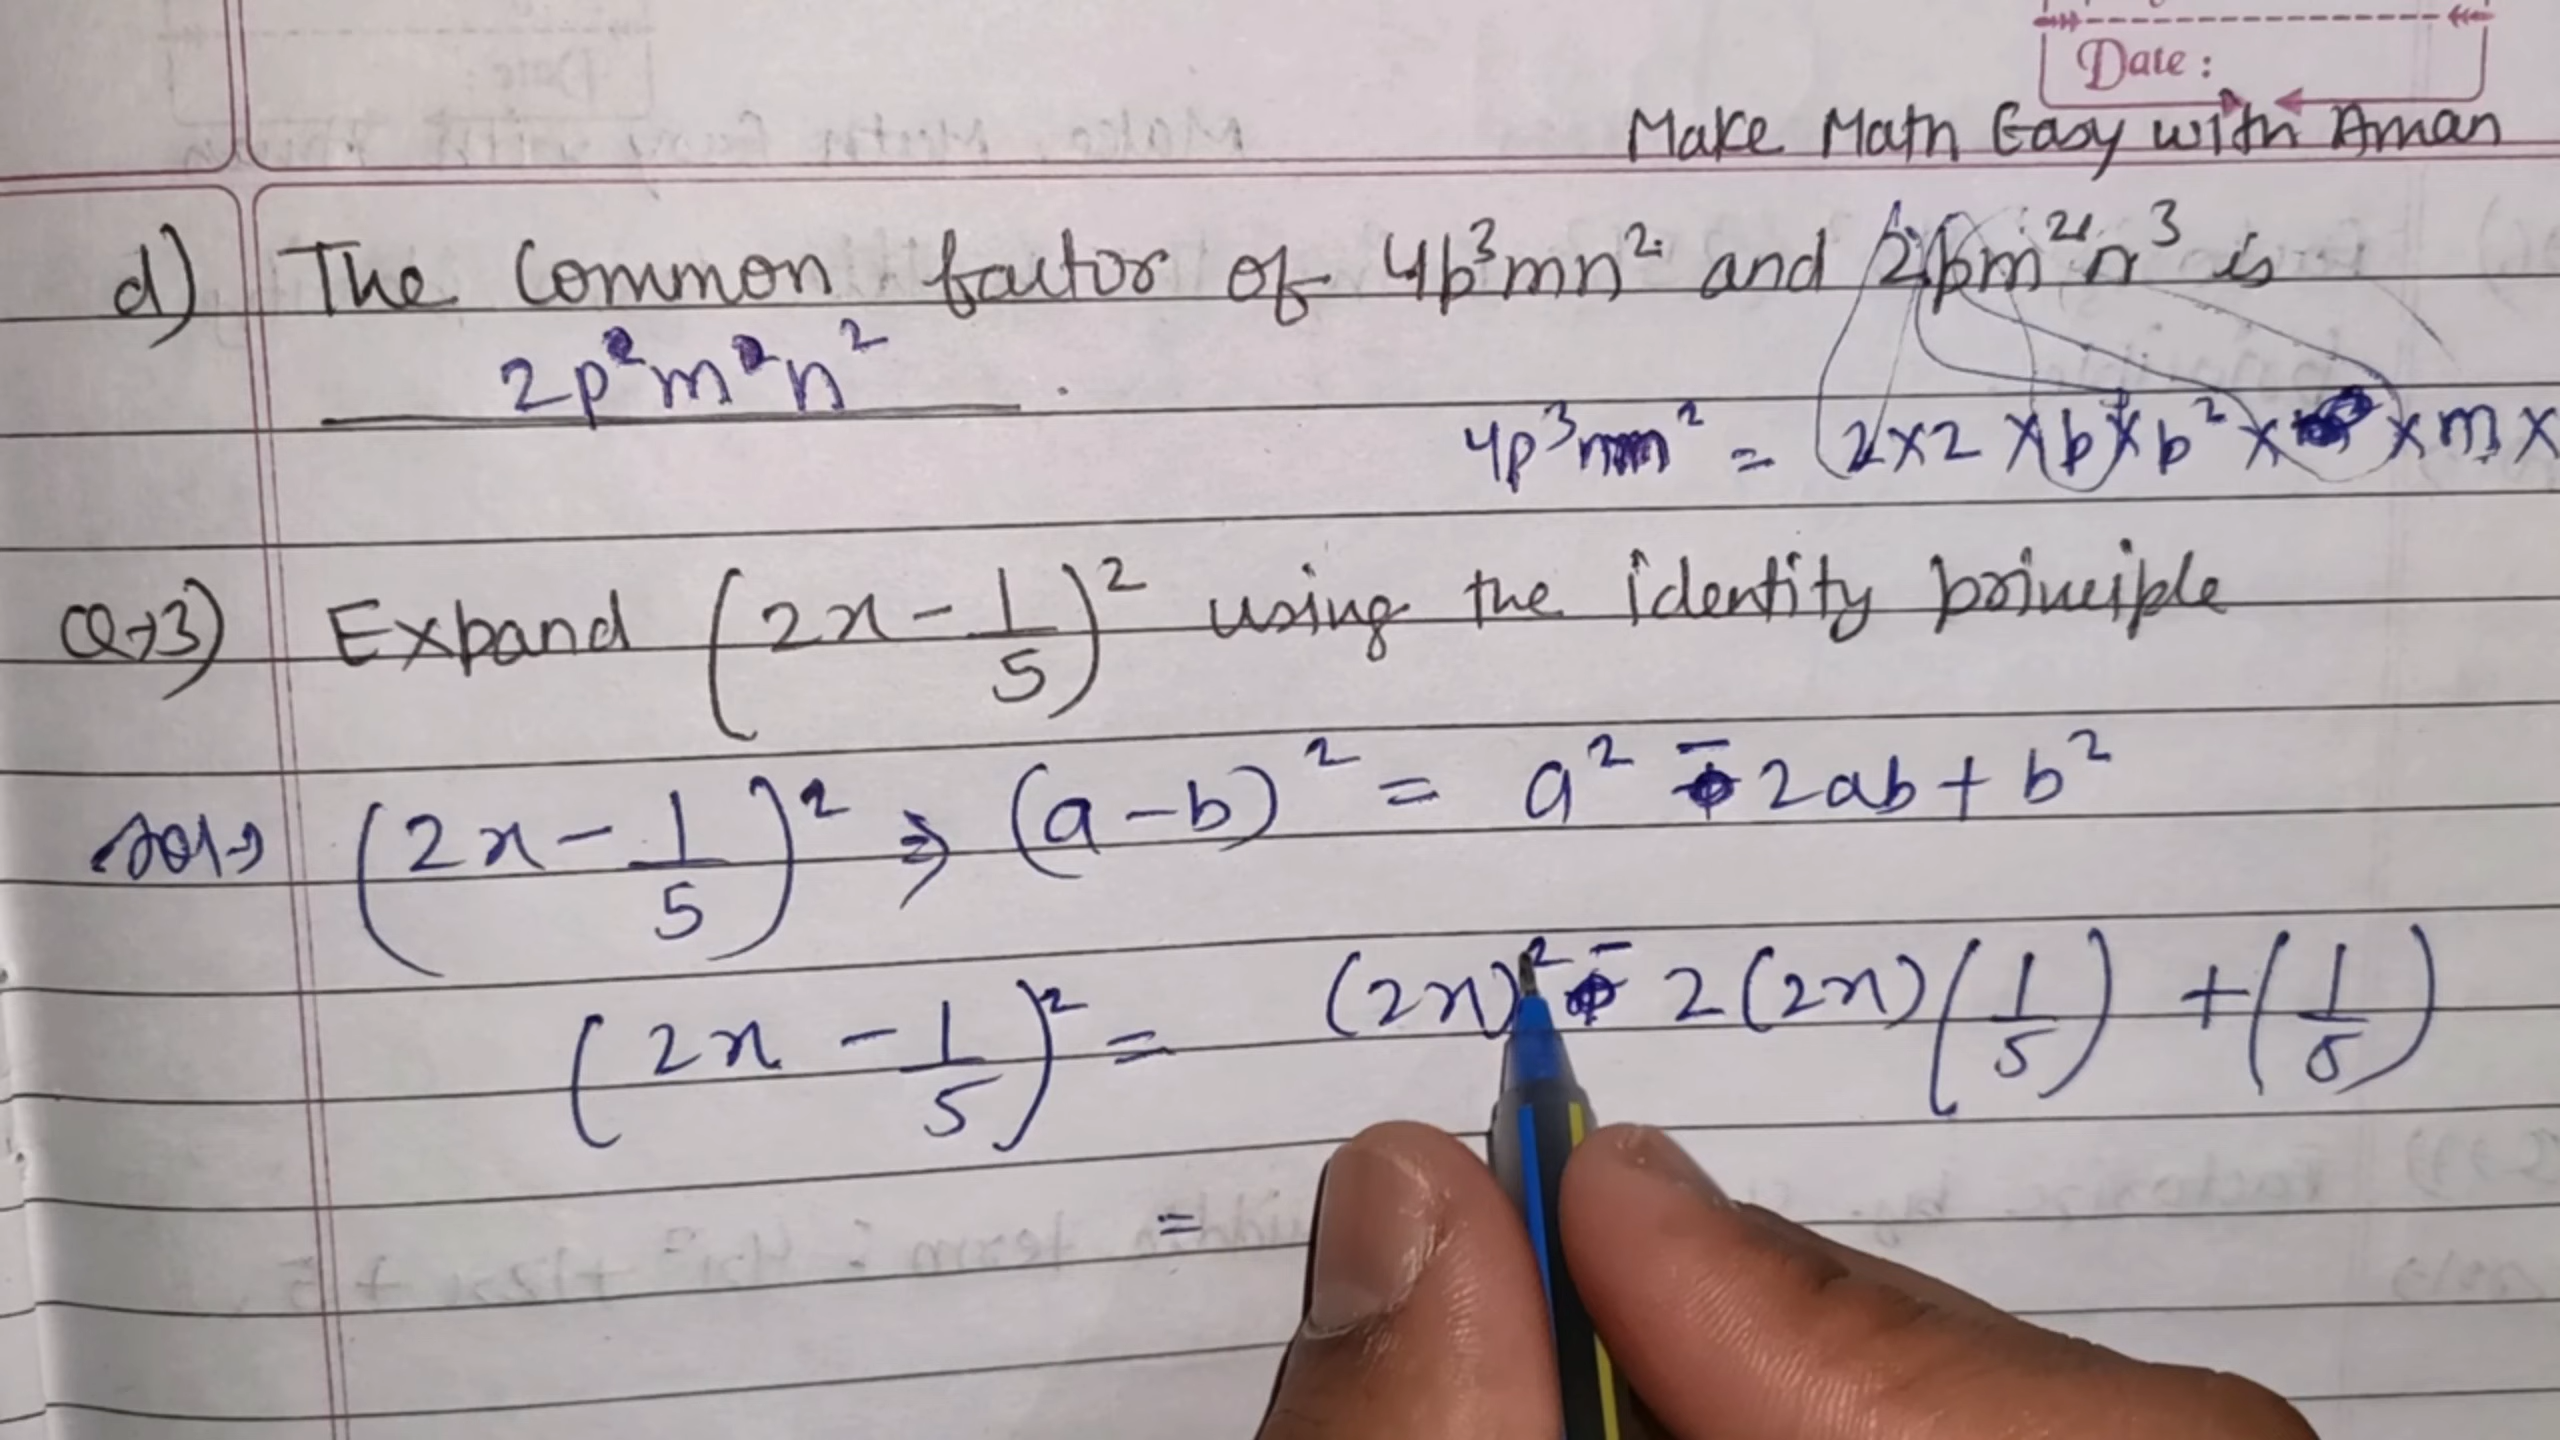 Date :
Make Math Easy with Aman
d) The Common factor of 4p³mn² and 2pm²n³ is
2p²m²n² .
4p³mn² = 2×2×p×p²× ×m×
Q→3) Expand (2x - 1/5)² using the identity principle
Sol→ (2x - 1/5)² ⇒ (a-b)² = a² - 2ab + b²
(2x - 1/5)² = (2x)² - 2(2x)(1/5) + (1/5)
=